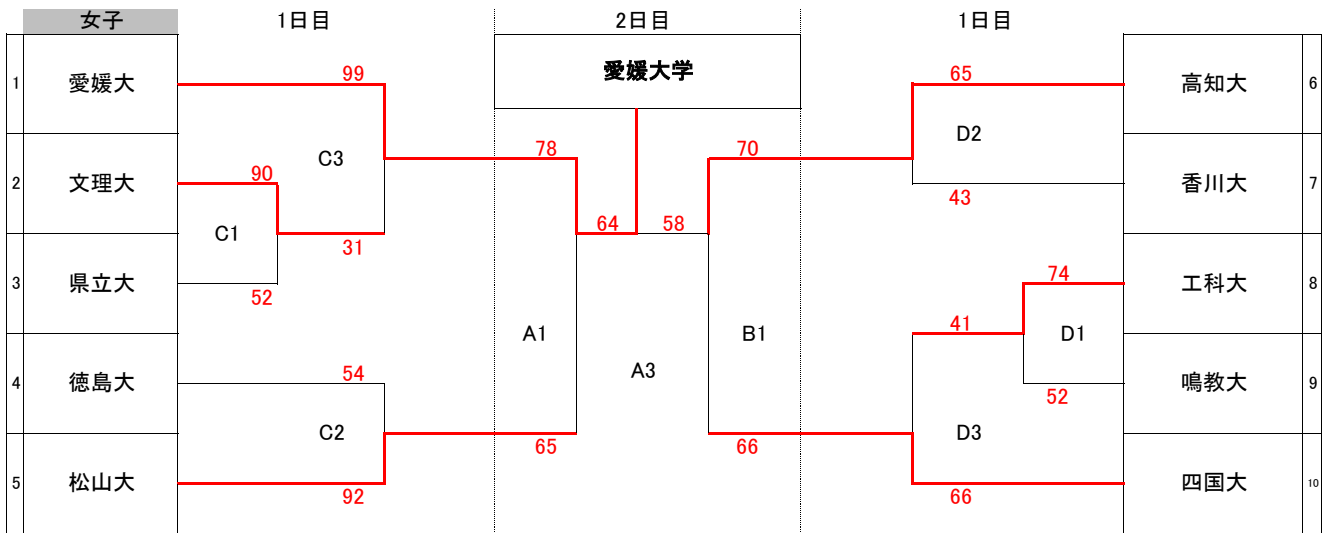 女子 1日目 2日目 1日目
愛媛大学
1 愛媛大 99 65 高知大 6
C3 D2
78 70
2 文理大 90 43 香川大 7
C1 31 64 58
3 県立大 52 74 工科大 8
A1 B1 41 D1
A3
4 徳島大 54 52 鳴教大 9
C2 65 66 D3
5 松山大 92 66 四国大 10